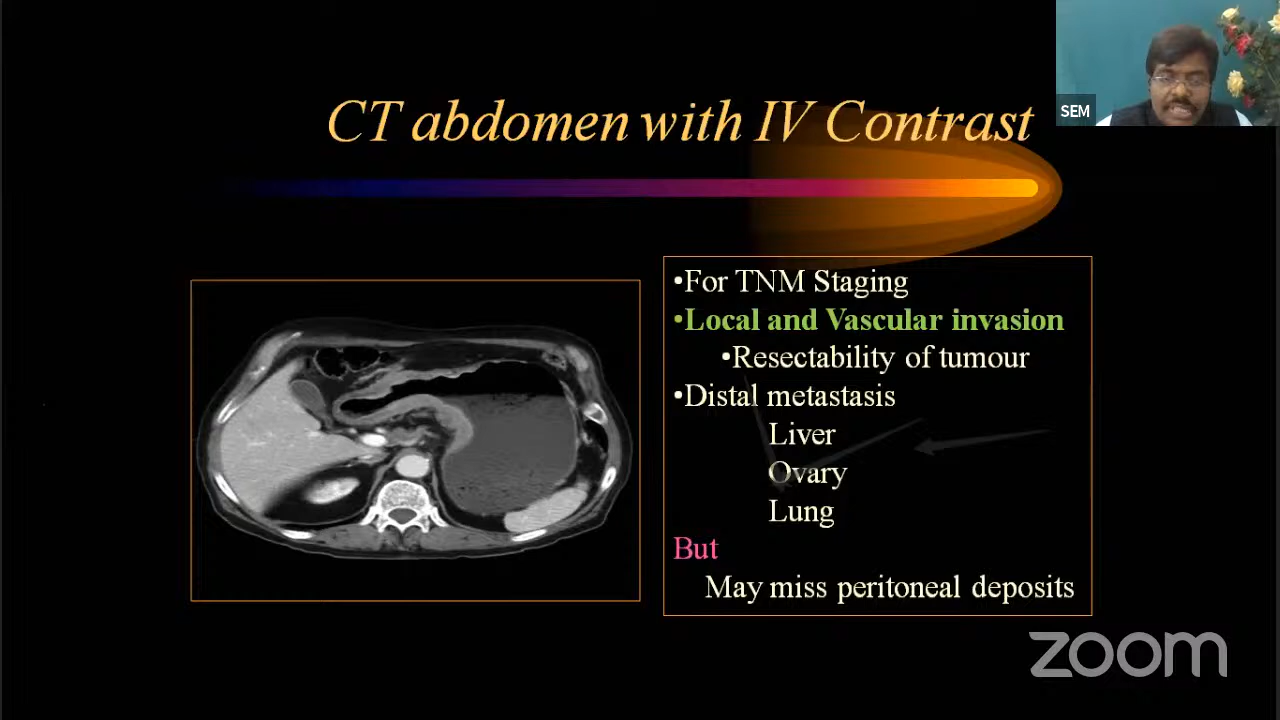 SEM
CT abdomen with IV Contrast
•For TNM Staging
•Local and Vascular invasion
•Resectability of tumour
•Distal metastasis
Liver
Ovary
Lung
But
May miss peritoneal deposits
zoom